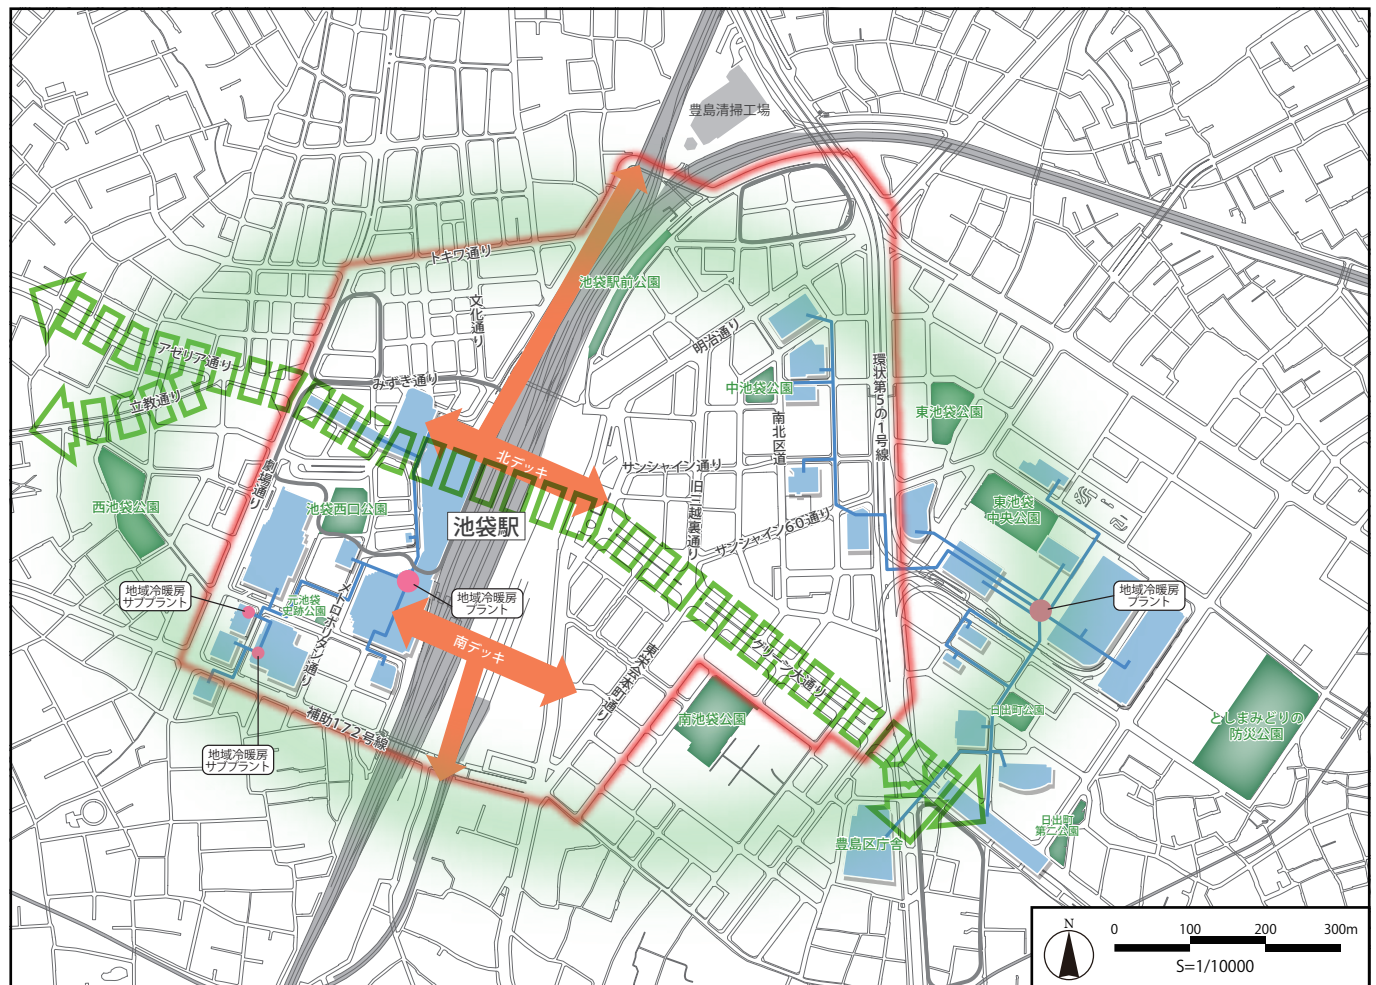 豊島清掃工場
トキワ通り
池袋駅前公園
文化通り
明治通り
アゼリア通り
みずき通り
立教通り
中池袋公園
環状第5の1号線
東池袋公園
南北区道
北デッキ
サンシャイン通り
旧三越裏通り
劇場通り
西池袋公園
池袋西口公園
池袋駅
サンシャイン60通り
東池袋
中央公園
地域冷暖房
サブプラント
元池袋
史跡公園
メトロポリタン通り
地域冷暖房
プラント
地域冷暖房
プラント
南デッキ
東栄会本町通り
グリーン大通り
補助172号線
南池袋公園
日出町公園
としまみどりの
防災公園
地域冷暖房
サブプラント
日出町
第二公園
豊島区庁舎
N
0 100 200 300m
S=1/10000